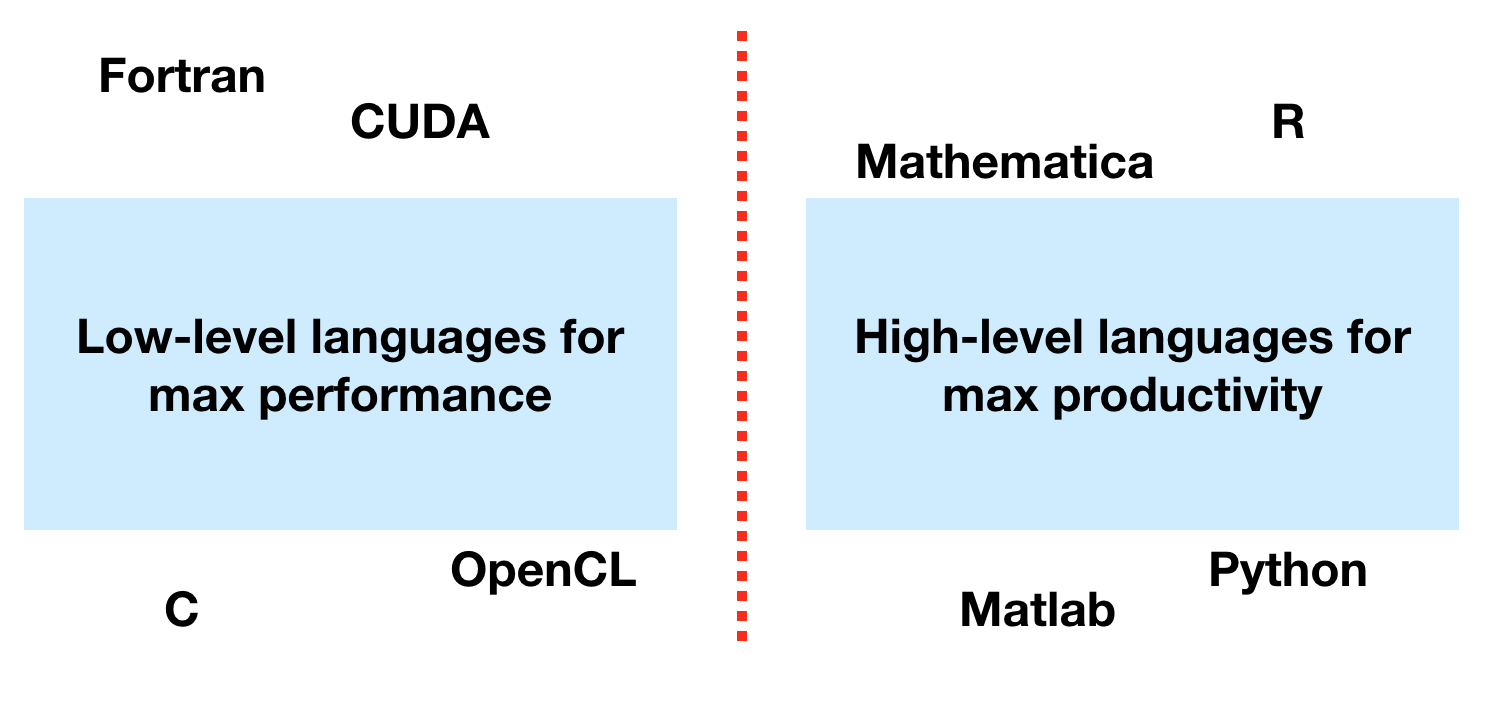 Fortran
CUDA
Low-level languages for
max performance
OpenCL
C
R
Mathematica
High-level languages for
max productivity
Python
Matlab